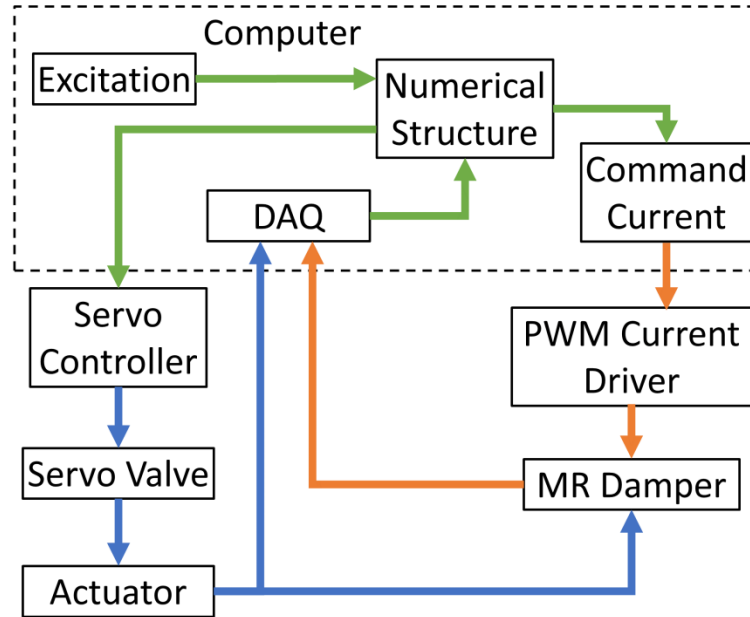 Computer
Excitation
Numerical
Structure
Command
Current
DAQ
Servo
Controller
PWM Current
Driver
Servo Valve
MR Damper
Actuator